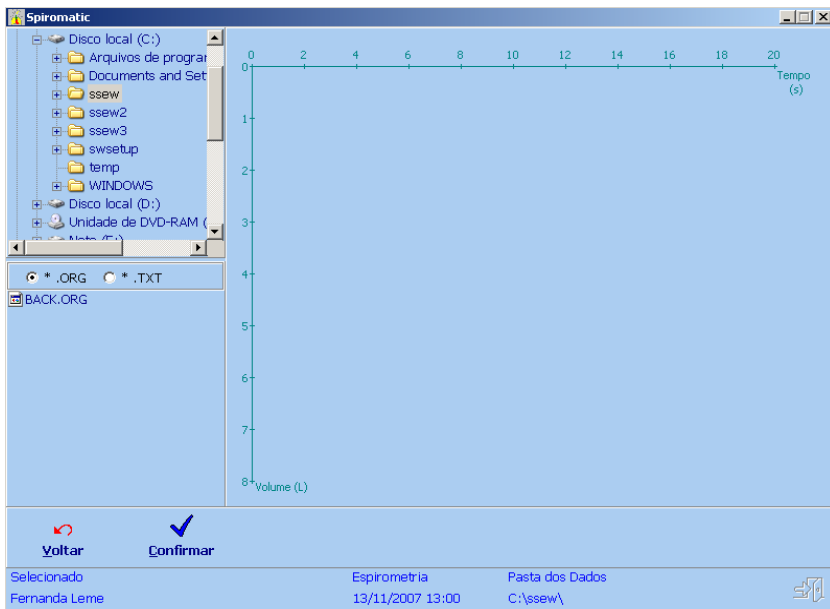 Spiromatic
Disco local (C:)
Arquivos de prograr
Documents and Set
ssew
ssew2
ssew3
swsetup
temp
WINDOWS
Disco local (D:)
Unidade de DVD-RAM (
* .ORG * .TXT
BACK.ORG
0 2 4 6 8 10 12 14 16 18 20
Tempo
(s)
0
1
2
3
4
5
6
7
8
Volume (L)
Voltar Confirmar
Selecionado Espirometria Pasta dos Dados
Fernanda Leme 13/11/2007 13:00 C:\ssew\